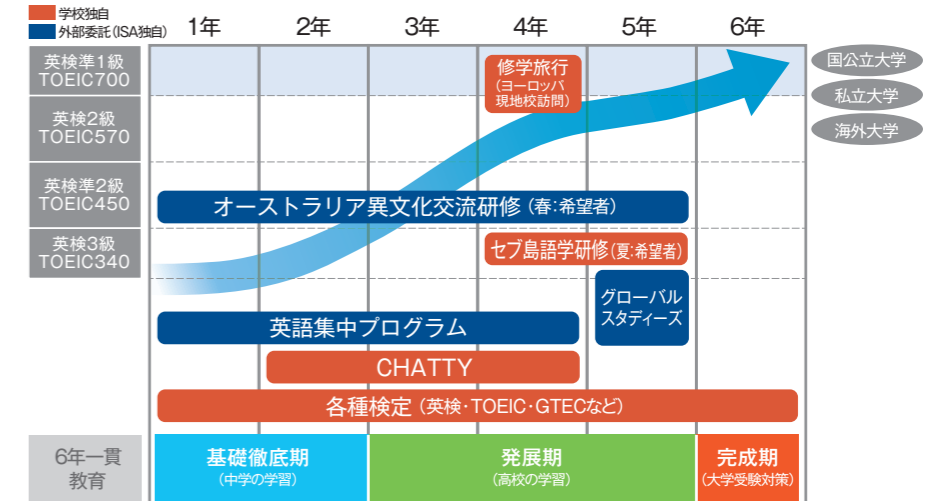 学校独自
外部委託(ISA独自)
1年 2年 3年 4年 5年 6年
英検準1級
TOEIC700
英検2級
TOEIC570
英検準2級
TOEIC450
英検3級
TOEIC340
修学旅行
(ヨーロッパ
現地校訪問)
国公立大学
私立大学
海外大学
オーストラリア異文化交流研修(春:希望者)
セブ島語学研修(夏:希望者)
グローバル
スタディーズ
英語集中プログラム
CHATTY
各種検定(英検・TOEIC・GTECなど)
6年一貫
教育
基礎徹底期
(中学の学習)
発展期
(高校の学習)
完成期
(大学受験対策)